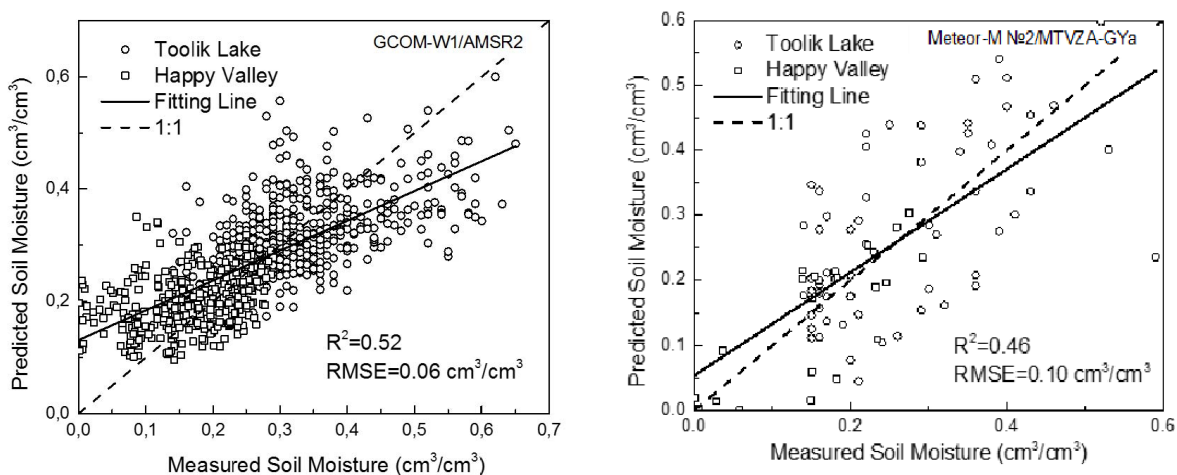 GCOM-W1/AMSR2
Toolik Lake
Happy Valley
Fitting Line
1:1
Predicted Soil Moisture (cm³/cm³)
0,6
0,4
0,2
0,0
R²=0.52
RMSE=0.06 cm³/cm³
0,0 0,1 0,2 0,3 0,4 0,5 0,6 0,7
Measured Soil Moisture (cm³/cm³)
Meteor-M №2/MTVZA-GYa
Toolik Lake
Happy Valley
Fitting Line
1:1
Predicted Soil Moisture (cm³/cm³)
0.6
0.5
0.4
0.3
0.2
0.1
0.0
R²=0.46
RMSE=0.10 cm³/cm³
0.0 0.2 0.4 0.6
Measured Soil Moisture (cm³/cm³)